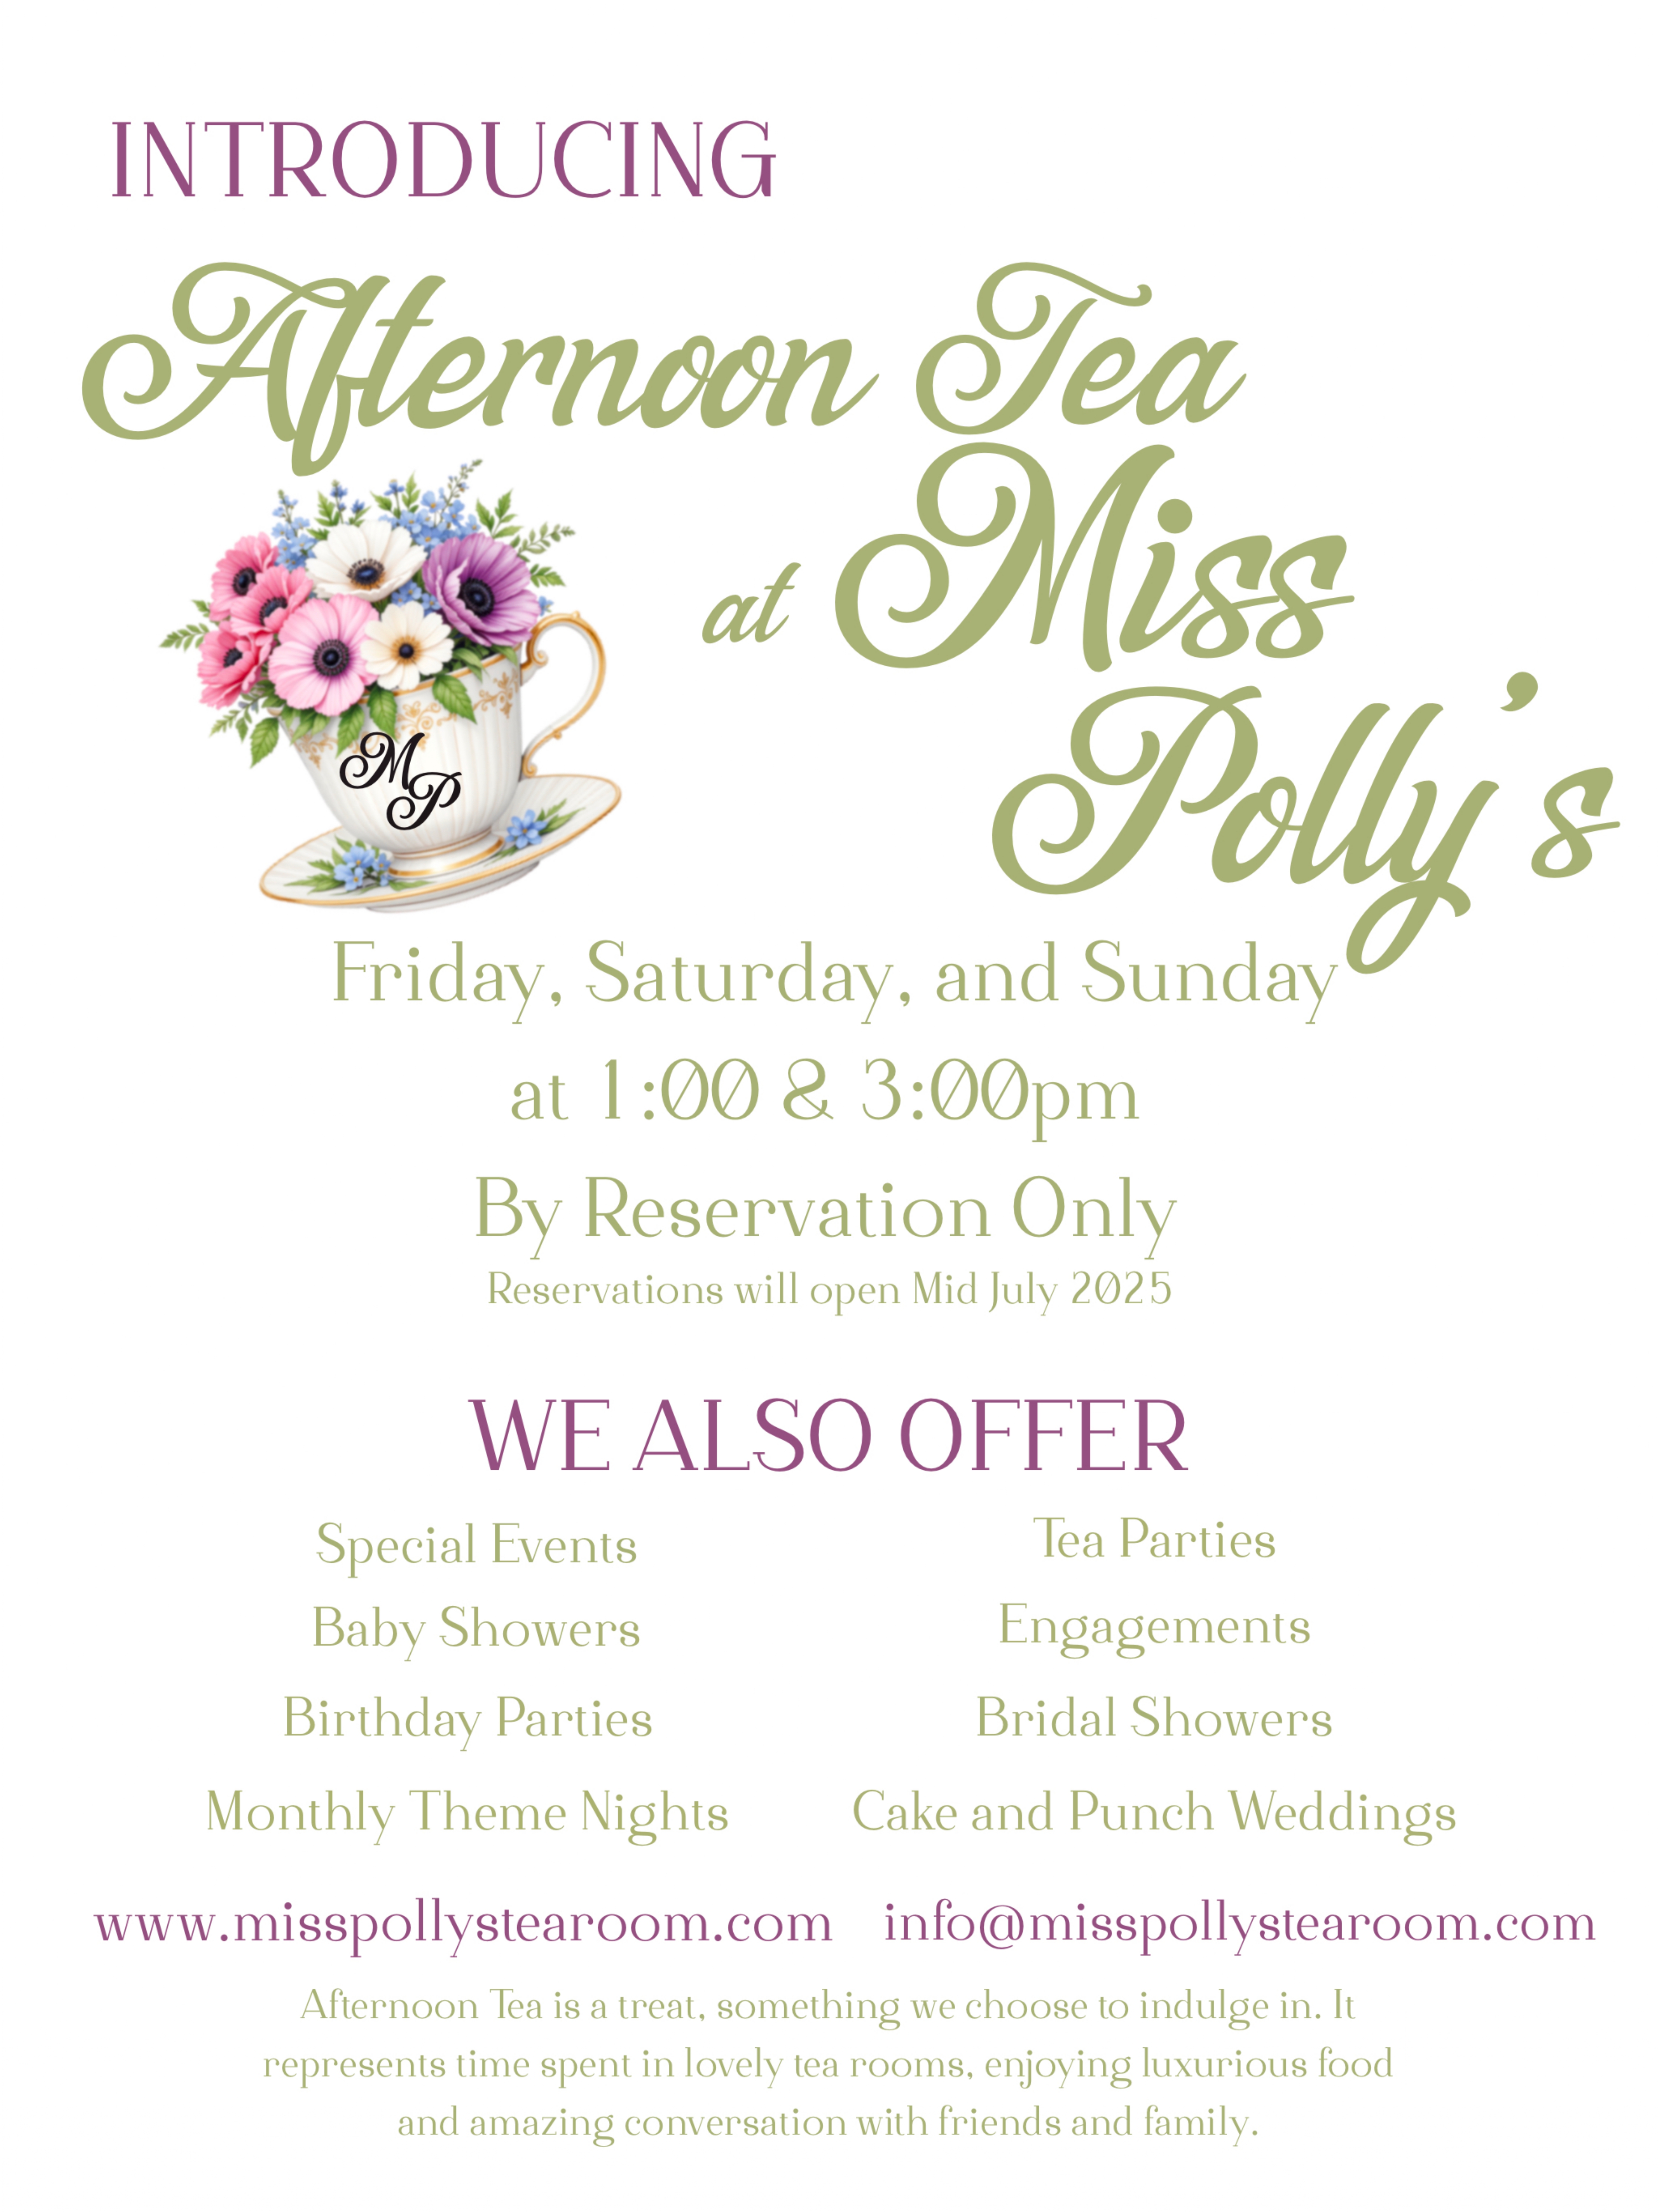 INTRODUCING
Afternoon Tea
at Miss
Polly's
M
P
Friday, Saturday, and Sunday
at 1:00 & 3:00pm
By Reservation Only
Reservations will open Mid July 2025
WE ALSO OFFER
Special Events
Baby Showers
Birthday Parties
Monthly Theme Nights
Tea Parties
Engagements
Bridal Showers
Cake and Punch Weddings
www.misspollystearoom.com
info@misspollystearoom.com
Afternoon Tea is a treat, something we choose to indulge in. It
represents time spent in lovely tea rooms, enjoying luxurious food
and amazing conversation with friends and family.